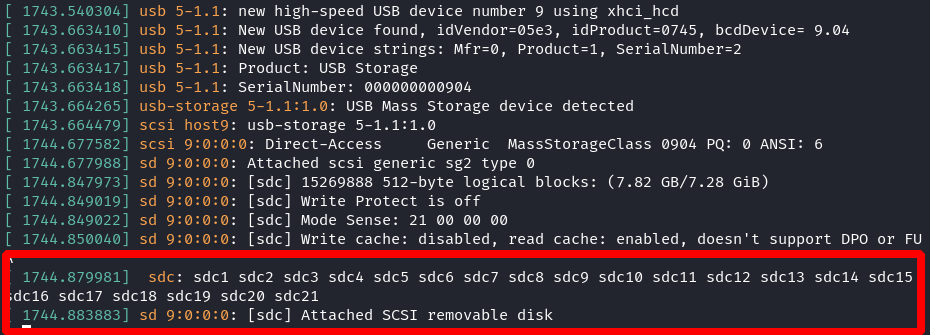 [ 1743.540304] usb 5-1.1: new high-speed USB device number 9 using xhci_hcd
[ 1743.663410] usb 5-1.1: New USB device found, idVendor=05e3, idProduct=0745, bcdDevice= 9.04
[ 1743.663415] usb 5-1.1: New USB device strings: Mfr=0, Product=1, SerialNumber=2
[ 1743.663417] usb 5-1.1: Product: USB Storage
[ 1743.663418] usb 5-1.1: SerialNumber: 000000000904
[ 1743.664265] usb-storage 5-1.1:1.0: USB Mass Storage device detected
[ 1743.664479] scsi host9: usb-storage 5-1.1:1.0
[ 1744.677582] scsi 9:0:0:0: Direct-Access     Generic  MassStorageClass 0904 PQ: 0 ANSI: 6
[ 1744.677988] sd 9:0:0:0: Attached scsi generic sg2 type 0
[ 1744.847973] sd 9:0:0:0: [sdc] 15269888 512-byte logical blocks: (7.82 GB/7.28 GiB)
[ 1744.849019] sd 9:0:0:0: [sdc] Write Protect is off
[ 1744.849022] sd 9:0:0:0: [sdc] Mode Sense: 21 00 00 00
[ 1744.850040] sd 9:0:0:0: [sdc] Write cache: disabled, read cache: enabled, doesn't support DPO or FU
[ 1744.879981]  sdc: sdc1 sdc2 sdc3 sdc4 sdc5 sdc6 sdc7 sdc8 sdc9 sdc10 sdc11 sdc12 sdc13 sdc14 sdc15
sdc16 sdc17 sdc18 sdc19 sdc20 sdc21
[ 1744.883883] sd 9:0:0:0: [sdc] Attached SCSI removable disk